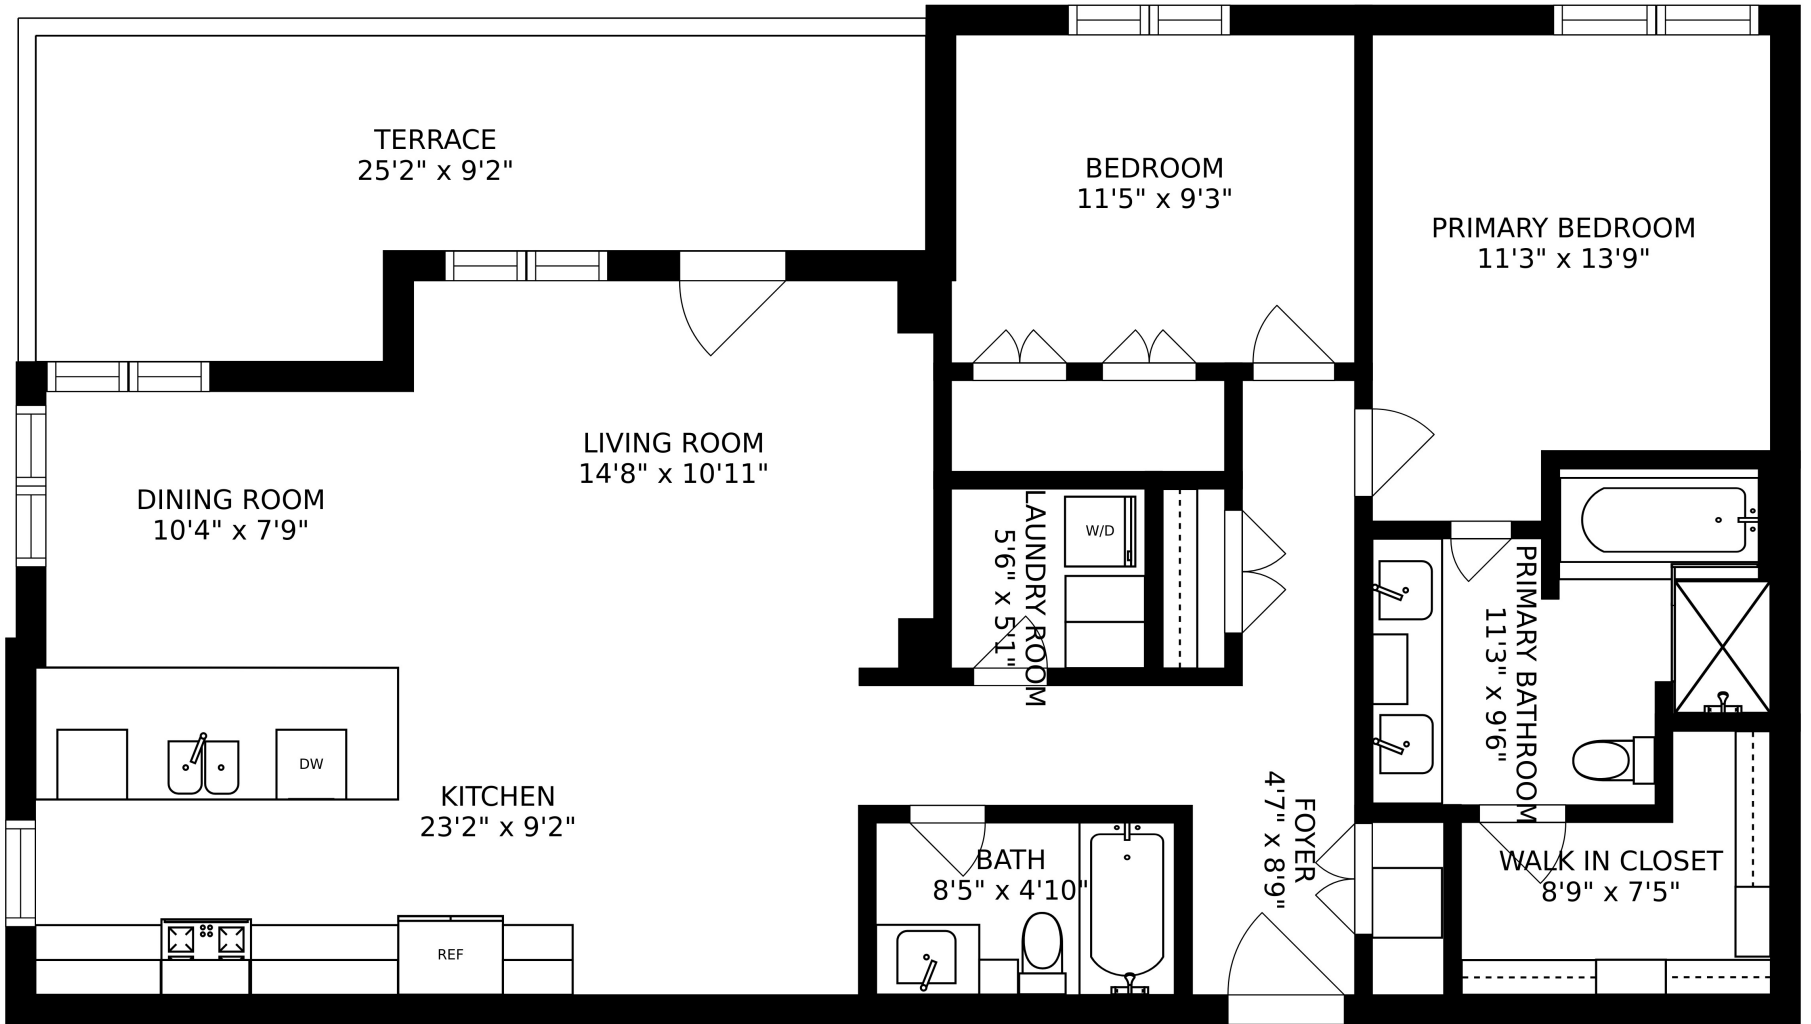 TERRACE
25'2" x 9'2"
BEDROOM
11'5" x 9'3"
PRIMARY BEDROOM
11'3" x 13'9"
LIVING ROOM
14'8" x 10'11"
DINING ROOM
10'4" x 7'9"
LAUNDRY ROOM
5'6" x 5'1"
W/D
PRIMARY BATHROOM
11'3" x 9'6"
DW
KITCHEN
23'2" x 9'2"
FOYER
4'7" x 8'9"
BATH
8'5" x 4'10"
WALK IN CLOSET
8'9" x 7'5"
REF